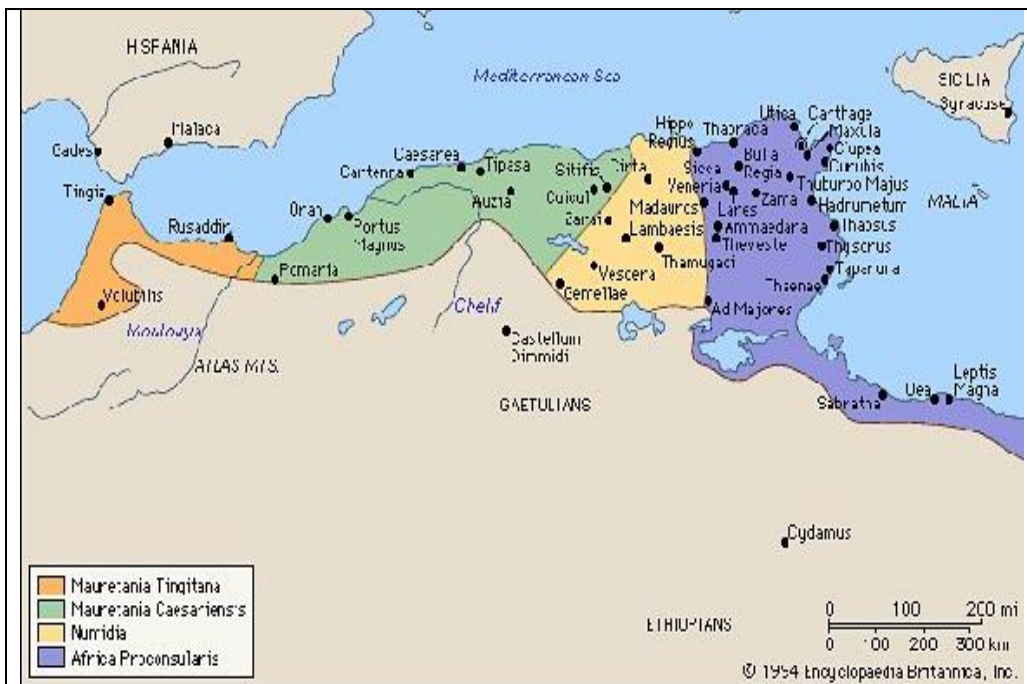 HISPANIA
Mediterranean Sea
SICILIA
Syracuse
Malaca
Gades
Tingis
Rusaddir
Volubilis
Moulouya
ATLAS MTS.
Oran
Portus
Magnus
Pomaria
Cartenna
Caesarea
Tipasa
Auzia
Sitifis
Cuicul
Zarai
Cirta
Hippo
Regius
Thabraca
Utica
Carthage
Maxula
Clupea
Curubis
Sicca
Veneria
Bulla
Regia
Thuburbo Majus
Zama
Hadrumetum
Madauros
Lares
Ammaedara
Theveste
Thapsus
Thysdrus
Taparura
Thaenae
MALTA
Lambaesis
Thamugadi
Vescera
Gemellae
Ad Majores
Chelif
Castellum
Dimmidi
GAETULIANS
Sabratha
Oea
Leptis
Magna
Cydamus
ETHIOPIANS
Mauretania Tingitana
Mauretania Caesariensis
Numidia
Africa Proconsularis
0 100 200 mi
0 100 200 300 km
© 1994 Encyclopaedia Britannica, Inc.